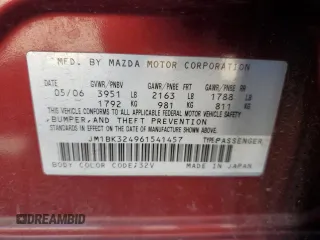 MFD. BY MAZDA MOTOR CORPORATION
DATE GVWR/PNBV GAWR/PNBE FRT GAWR/PNBE RR
05/06 3951 LB 2163 LB 1788 LB
1792 KG 981 KG 811 KG
THIS VEHICLE CONFORMS TO ALL APPLICABLE
FEDERAL MOTOR VEHICLE SAFETY,
BUMPER, AND THEFT PREVENTION
STANDARDS IN EFFECT ON THE DATE OF
MANUFACTURE SHOWN ABOVE.
JM1BK324961541457 TYPE:PASSENGER
BODY COLOR CODE:32V MADE IN JAPAN